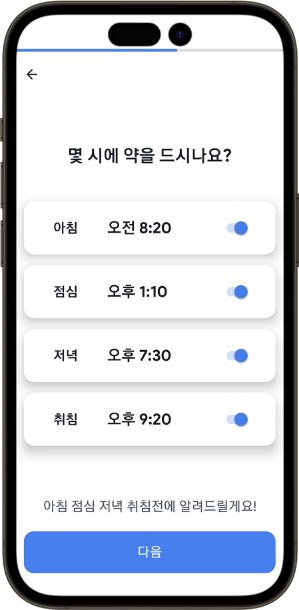 몇 시에 약을 드시나요?
아침 오전 8:20
점심 오후 1:10
저녁 오후 7:30
취침 오후 9:20
아침 점심 저녁 취침전에 알려드릴게요!
다음